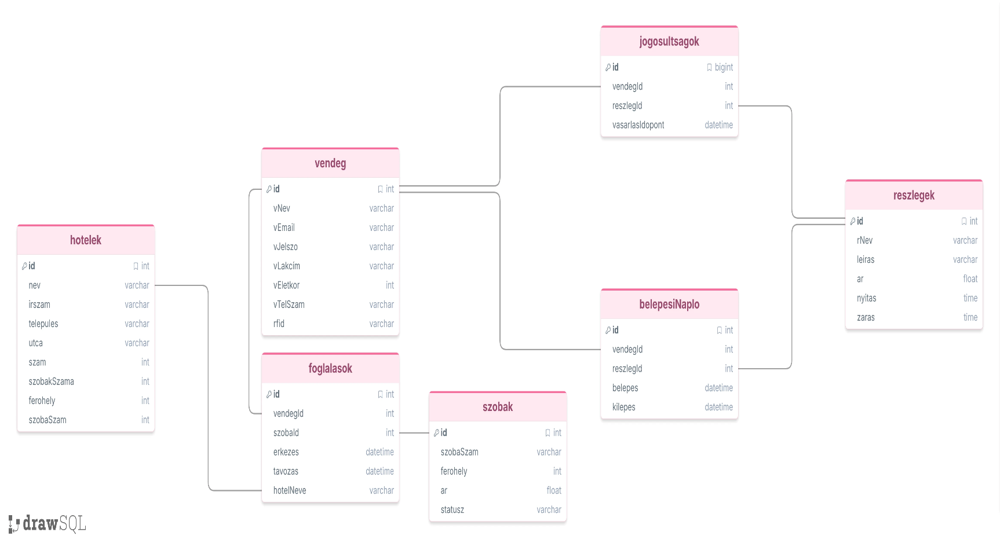 jogosultsagok
id bigint
vendegId int
reszlegId int
vasarlasIdopont datetime
vendeg
id int
vNev varchar
vEmail varchar
vJelszo varchar
vLakcím varchar
vEletkor int
vTelSzam varchar
rfid varchar
reszlegek
id int
rNev varchar
leiras varchar
ar float
nyitas time
zaras time
hotelek
id int
nev varchar
irszam varchar
telepules varchar
utca varchar
szam int
szobakSzama int
ferohely int
szobaSzam int
belepesiNaplo
id int
vendegId int
reszlegId int
belepes datetime
kilepes datetime
foglalasok
id int
vendegId int
szobaId int
erkezes datetime
tavozas datetime
hotelNeve varchar
szobak
id int
szobaSzam varchar
ferohely int
ar float
statusz varchar
drawSQL